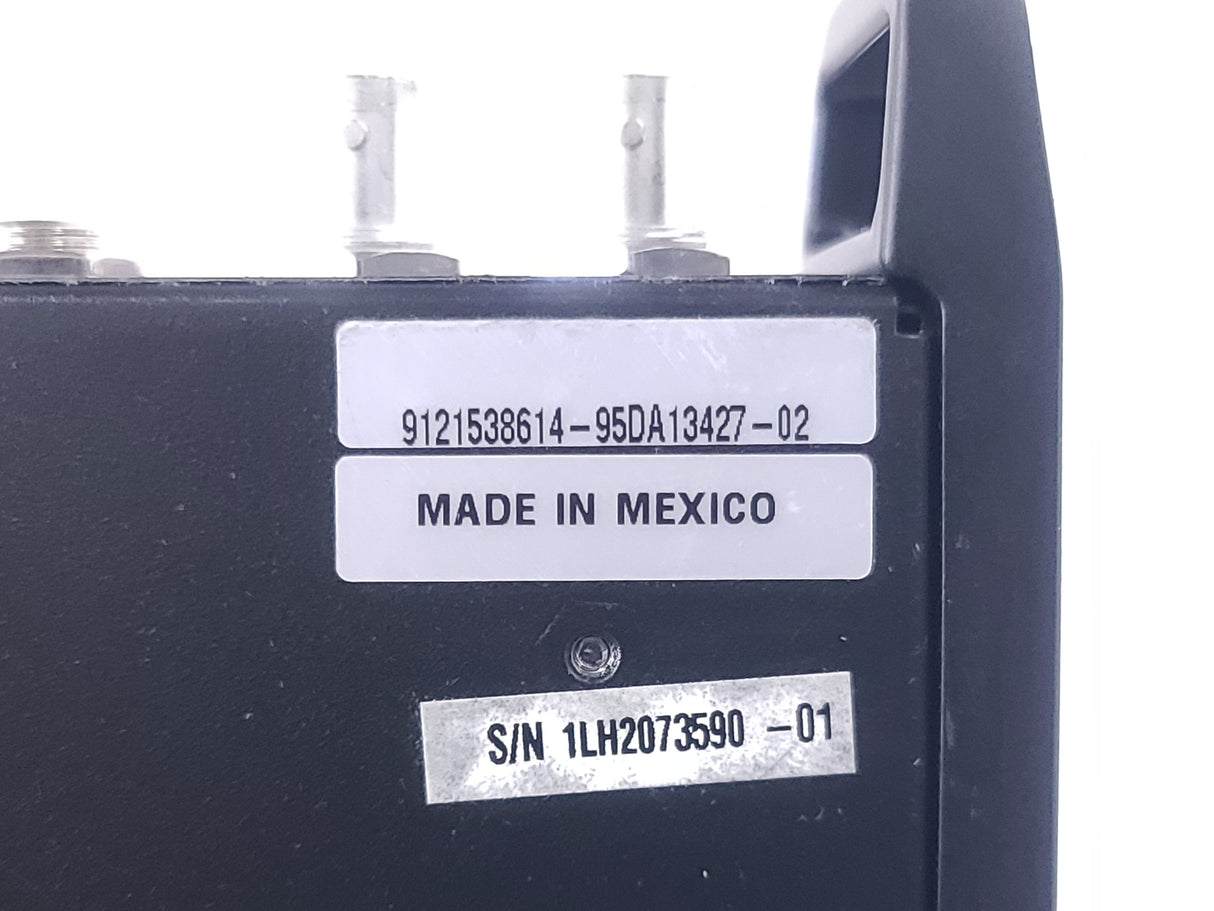 9121538614-95DA13427-02
MADE IN MEXICO
S/N 1LH2073590 -01